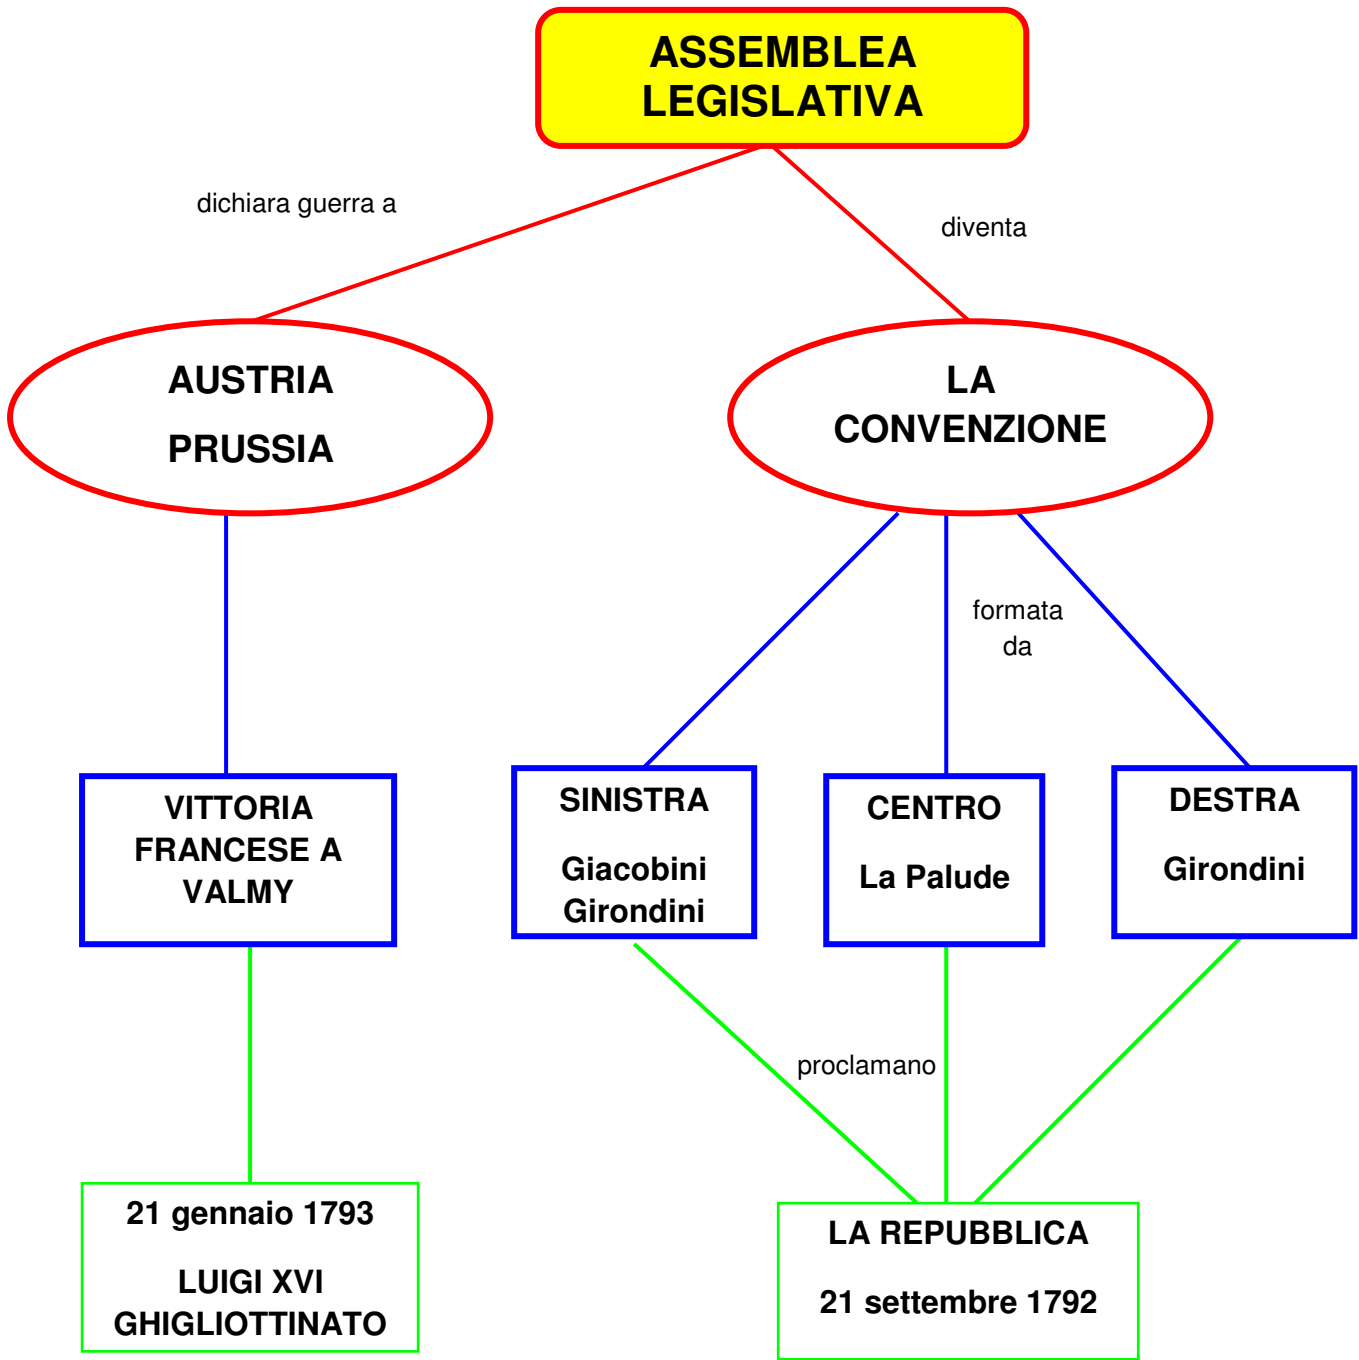 ASSEMBLEA
LEGISLATIVA
dichiara guerra a
diventa
AUSTRIA
PRUSSIA
LA
CONVENZIONE
formata
da
VITTORIA
FRANCESE A
VALMY
SINISTRA
Giacobini
Girondini
CENTRO
La Palude
DESTRA
Girondini
proclamano
21 gennaio 1793
LUIGI XVI
GHIGLIOTTINATO
LA REPUBBLICA
21 settembre 1792